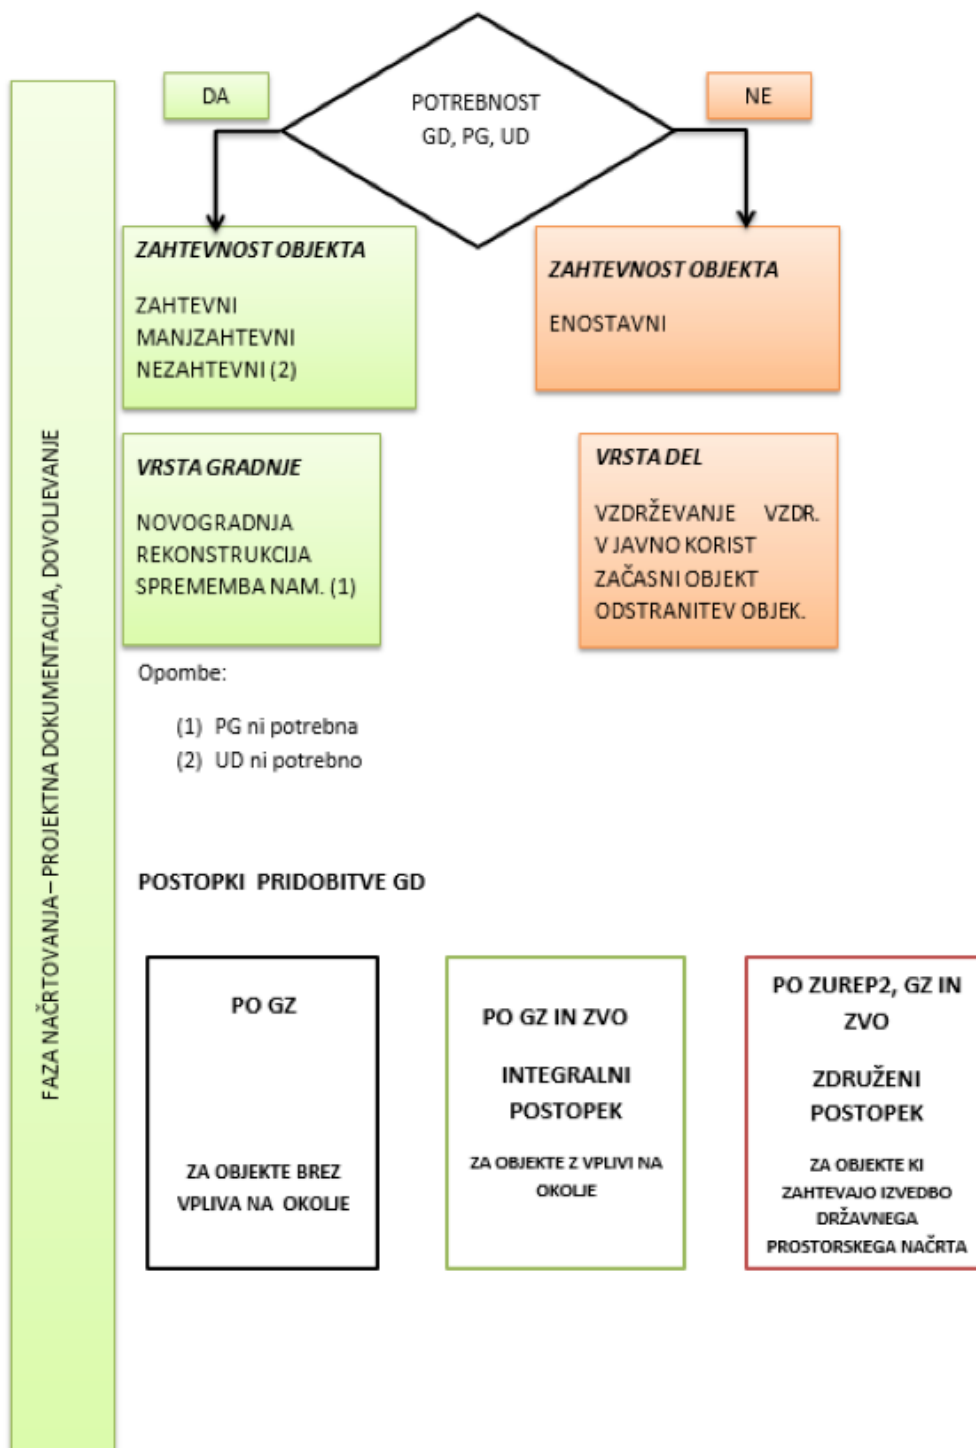 DA
POTREBNOST
GD, PG, UD
NE
ZAHTEVNOST OBJEKTA
ZAHTEVNI
MANJZAHTEVNI
NEZAHTEVNI (2)
ZAHTEVNOST OBJEKTA
ENOSTAVNI
VRSTA GRADNJE
NOVOGRADNJA
REKONSTRUKCIJA
SPREMEMBA NAM. (1)
VRSTA DEL
VZDRŽEVANJE VZDR.
V JAVNO KORIST
ZAČASNI OBJEKT
ODSTRANITEV OBJEK.
Opombe:
(1) PG ni potrebna
(2) UD ni potrebno
FAZA NAČRTOVANJA – PROJEKTNA DOKUMENTACIJA, DOVOLJEVANJE
POSTOPKI PRIDOBITVE GD
PO GZ
ZA OBJEKTE BREZ
VPLIVA NA OKOLJE
PO GZ IN ZVO
INTEGRALNI
POSTOPEK
ZA OBJEKTE Z VPLIVI NA
OKOLJE
PO ZUREP2, GZ IN
ZVO
ZDRUŽENI
POSTOPEK
ZA OBJEKTE KI
ZAHTEVAJO IZVEDBO
DRŽAVNEGA
PROSTORSKEGA NAČRTA